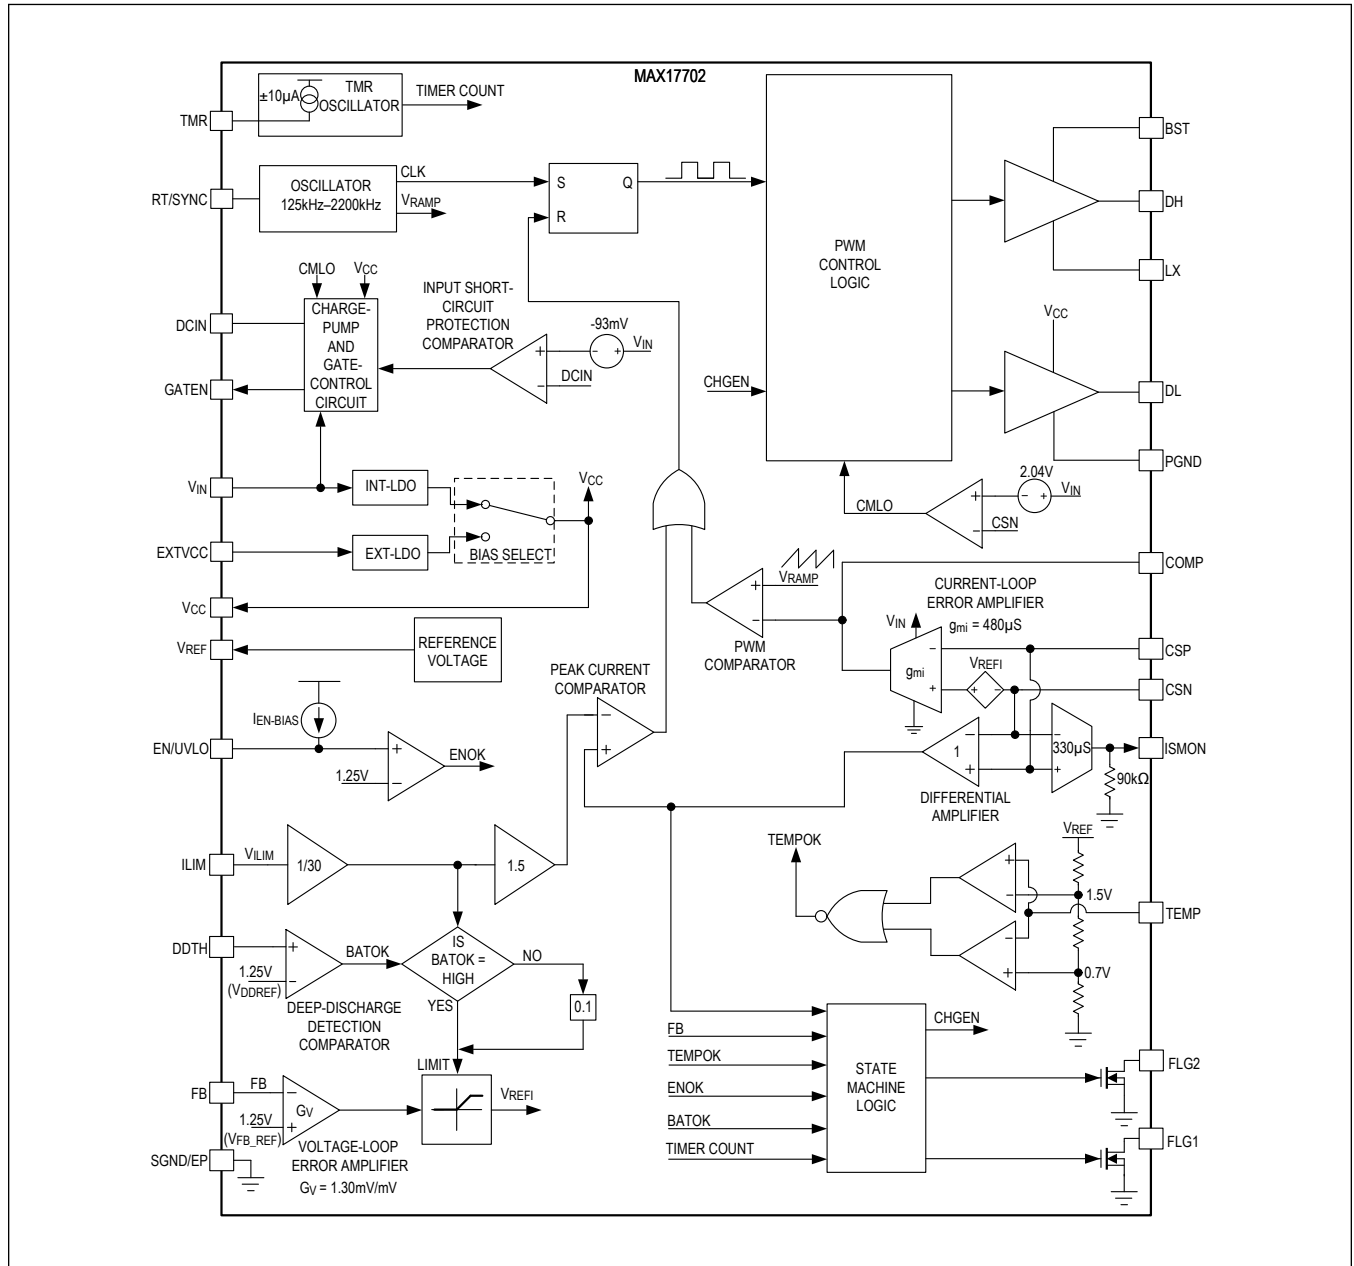 MAX17702
TMR
±10µA
TMR
OSCILLATOR
TIMER COUNT
RT/SYNC
OSCILLATOR
125kHz–2200kHz
CLK
VRAMP
S
Q
R
PWM
CONTROL
LOGIC
BST
DH
LX
VCC
DL
PGND
CHGEN
CMLO
VCC
CHARGE-
PUMP
AND
GATE-
CONTROL
CIRCUIT
DCIN
GATEN
INPUT SHORT-
CIRCUIT
PROTECTION
COMPARATOR
-93mV
+
-
+
VIN
−
DCIN
VIN
INT-LDO
EXTVCC
EXT-LDO
BIAS SELECT
VCC
VCC
VREF
REFERENCE
VOLTAGE
CMLO
2.04V
+
-
+
VIN
−
CSN
COMP
VRAMP
+
−
PWM
COMPARATOR
CURRENT-LOOP
ERROR AMPLIFIER
gmi = 480µS
VIN
−
gmi
+
VREFI
+
-
CSP
CSN
PEAK CURRENT
COMPARATOR
−
+
IEN-BIAS
EN/UVLO
+
1.25V
−
ENOK
−
1
+
DIFFERENTIAL
AMPLIFIER
−
330µS
+
ISMON
90kΩ
ILIM
VILIM
1/30
1.5
TEMPOK
VREF
+
−
1.5V
TEMP
−
+
0.7V
DDTH
+
1.25V
−
(VDDREF)
BATOK
DEEP-DISCHARGE
DETECTION
COMPARATOR
IS
BATOK =
HIGH
NO
YES
0.1
LIMIT
VREFI
FB
FB
−
GV
1.25V
+
(VFB_REF)
VOLTAGE-LOOP
ERROR AMPLIFIER
GV = 1.30mV/mV
SGND/EP
FB
TEMPOK
ENOK
BATOK
TIMER COUNT
STATE
MACHINE
LOGIC
CHGEN
FLG2
FLG1